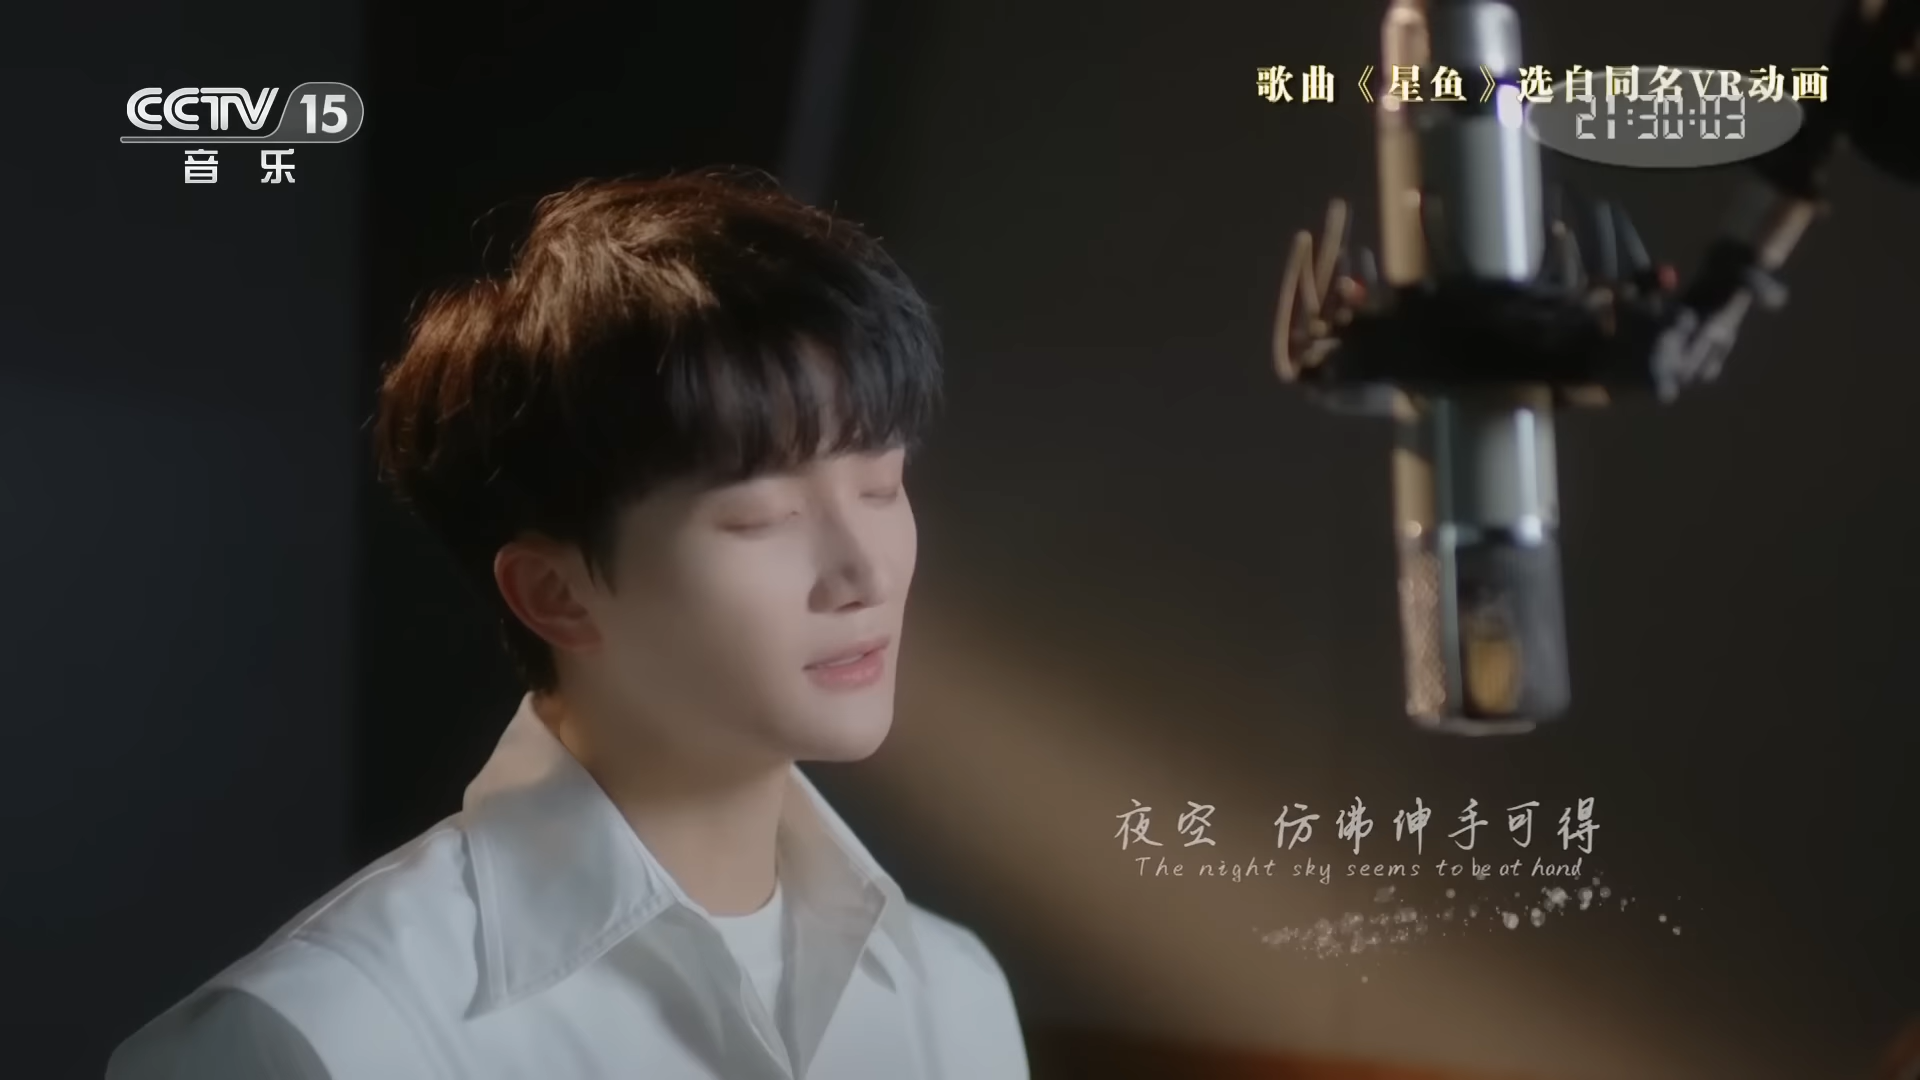 CCTV 15
音乐
歌曲《星鱼》选自同名VR动画
21:30:03
夜空 仿佛伸手可得
The night sky seems to be at hand